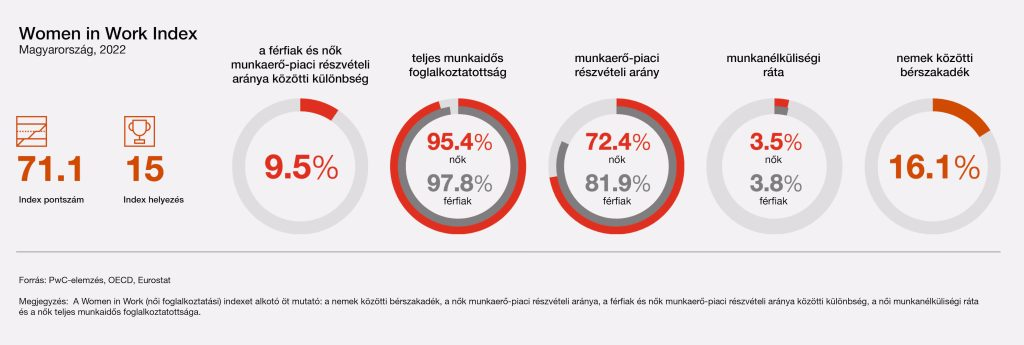 Women in Work Index
Magyarország, 2022
71.1
Index pontszám
15
Index helyezés
a férfiak és nők
munkaerő-piaci részvételi
aránya közötti különbség
9.5%
teljes munkaidős
foglalkoztatottság
95.4%
nők
97.8%
férfiak
munkaerő-piaci
részvételi arány
72.4%
nők
81.9%
férfiak
munkanélküliségi
ráta
3.5%
nők
3.8%
férfiak
nemek közötti
bérszakadék
16.1%
Forrás: PwC-elemzés, OECD, Eurostat
Megjegyzés: A Women in Work (női foglalkoztatási) indexet alkotó öt mutató: a nemek közötti bérszakadék, a nők munkaerő-piaci részvételi aránya, a férfiak és nők munkaerő-piaci részvételi aránya közötti különbség, a női munkanélküliségi ráta
és a nők teljes munkaidős foglalkoztatottsága.